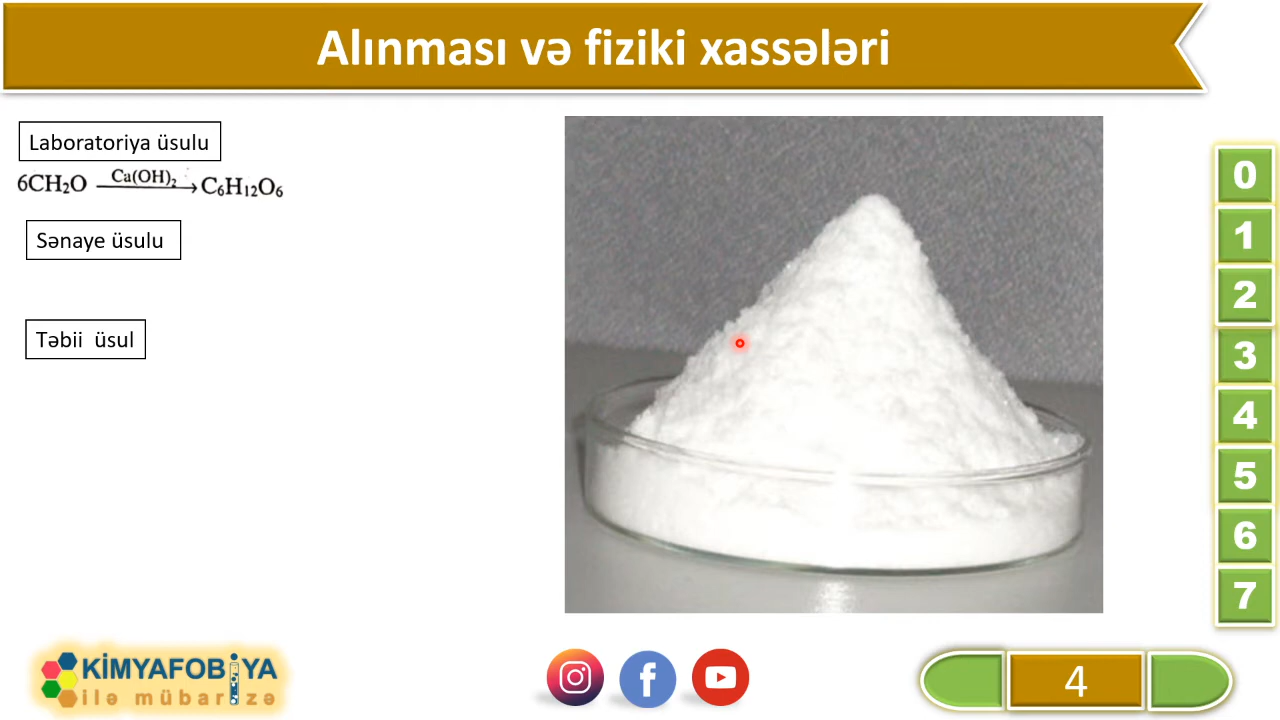 Alınması və fiziki xassələri
Laboratoriya üsulu
6CH₂O Ca(OH)₂ → C₆H₁₂O₆
Sənaye üsulu
Təbii üsul
0
1
2
3
4
5
6
7
KİMYAFOBİYA
ilə mübarizə
4